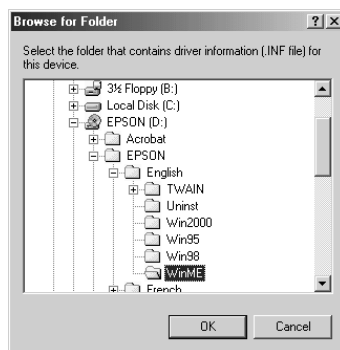 Browse for Folder
Select the folder that contains driver information (.INF file) for
this device.
3½ Floppy (B:)
Local Disk (C:)
EPSON (D:)
Acrobat
EPSON
English
TWAIN
Uninst
Win2000
Win95
Win98
WinME
French
OK Cancel